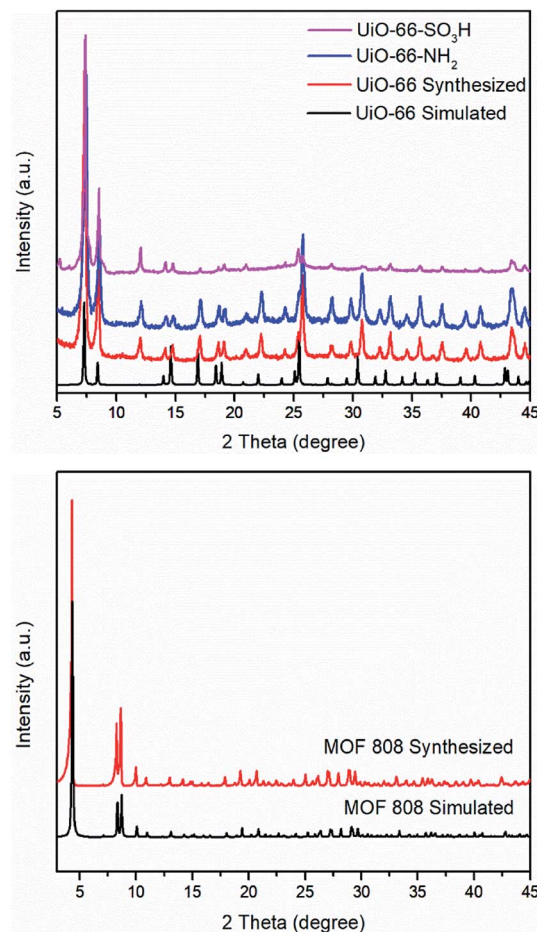 UiO-66-SO₃H
UiO-66-NH₂
UiO-66 Synthesized
UiO-66 Simulated
Intensity (a.u.)
5 10 15 20 25 30 35 40 45
2 Theta (degree)
Intensity (a.u.)
MOF 808 Synthesized
MOF 808 Simulated
5 10 15 20 25 30 35 40 45
2 Theta (degree)